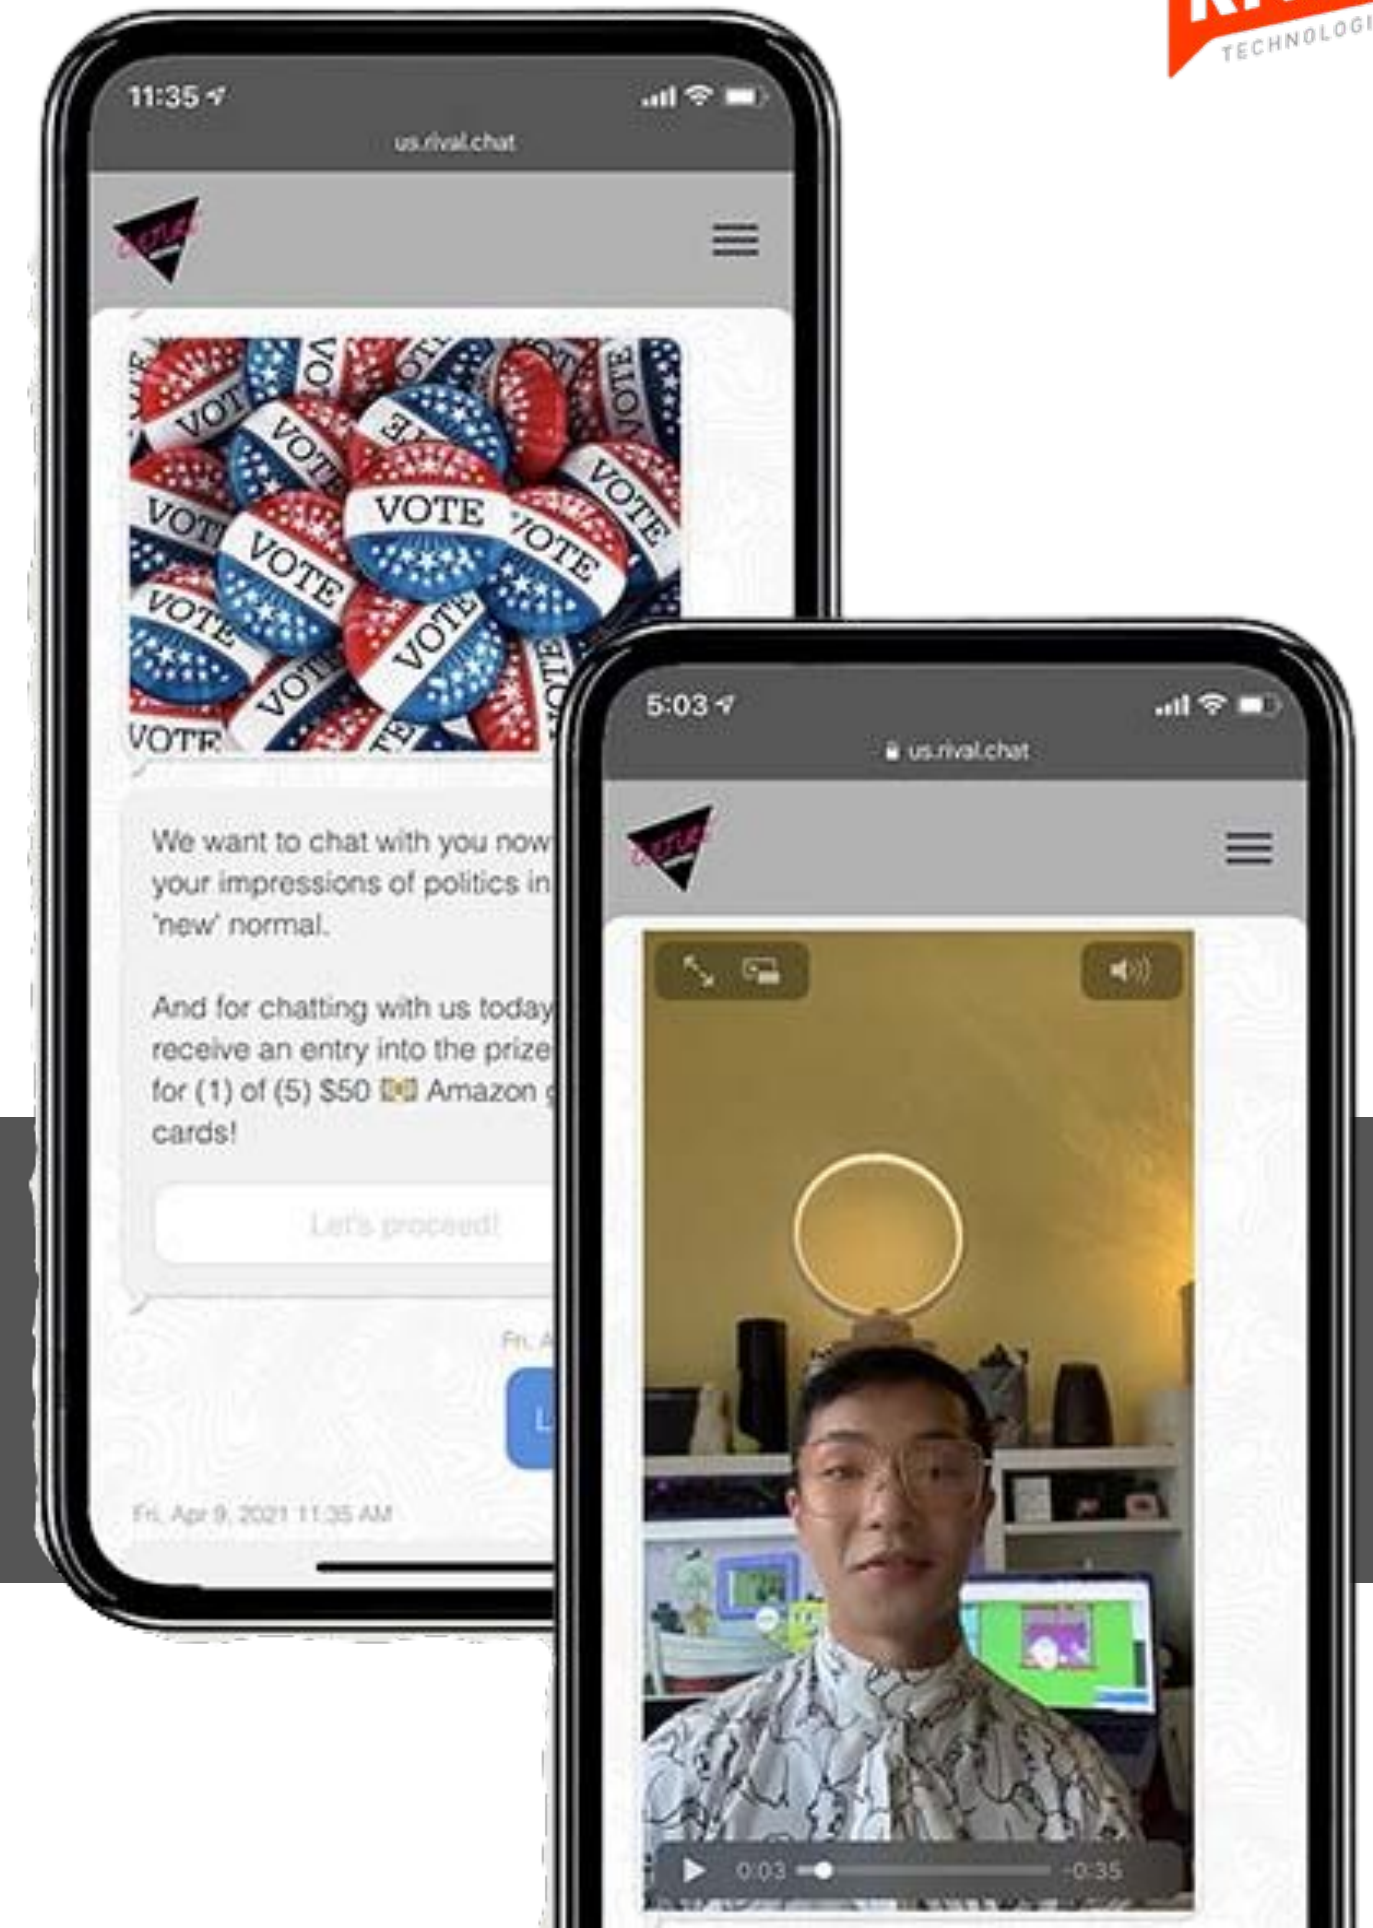 TECHNOLOGI
11:35
us.rival.chat
VOTE
VOTE
VOTE
VOTE
VOTE
VOTE
VOTE
We want to chat with you now
your impressions of politics in
'new' normal.
And for chatting with us today
receive an entry into the prize
for (1) of (5) $50 Amazon g
cards!
Let's proceed!
Fri, A
L
Fri, Apr 9, 2021 11:35 AM
5:03
us.rival.chat
0:03 -0:35